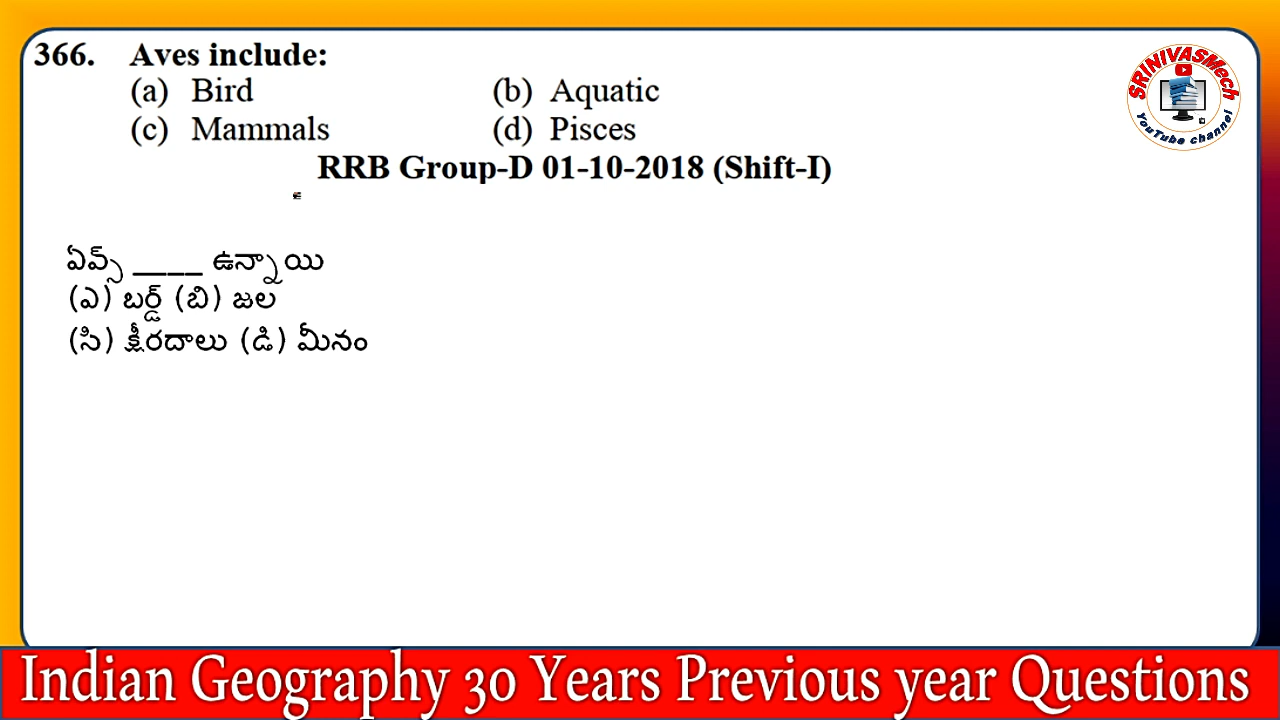 366. Aves include:
(a) Bird (b) Aquatic
(c) Mammals (d) Pisces
RRB Group-D 01-10-2018 (Shift-I)
SRINIVASMech
YouTube channel
ఏవ్స్ ____ ఉన్నాయి
(ఎ) బర్డ్ (బి) జల
(సి) క్షీరదాలు (డి) మీనం
Indian Geography 30 Years Previous year Questions